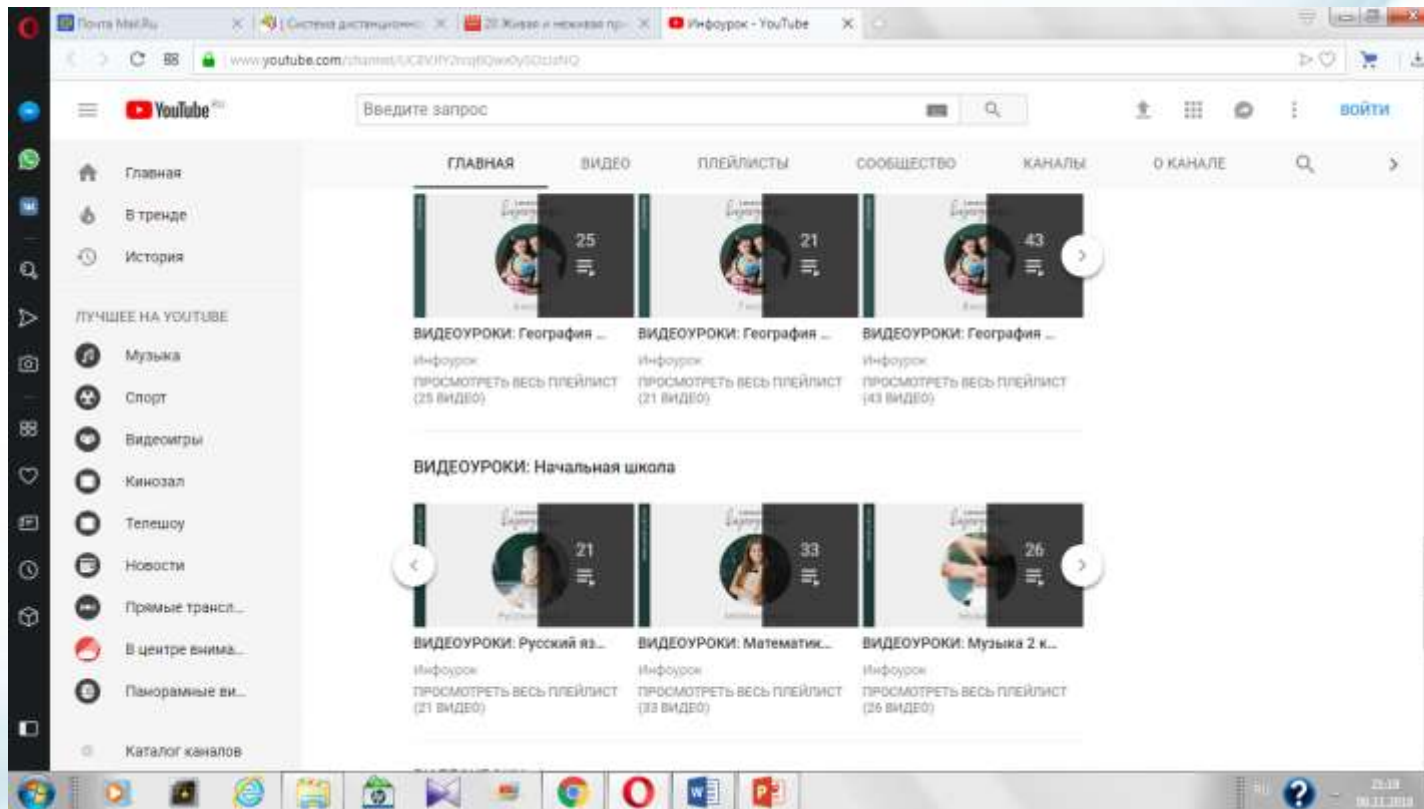 Почта Mail.Ru
Система дистанционно
20 Живая и неживая пр
Инфоурок - YouTube
www.youtube.com
YouTube RU
Введите запрос
ВОЙТИ
ГЛАВНАЯ ВИДЕО ПЛЕЙЛИСТЫ СООБЩЕСТВО КАНАЛЫ О КАНАЛЕ
Главная
В тренде
История
ЛУЧШЕЕ НА YOUTUBE
Музыка
Спорт
Видеоигры
Кинозал
Телешоу
Новости
Прямые трансл...
В центре внима...
Панорамные ви...
Каталог каналов
25 21 43
ВИДЕОУРОКИ: География ... ВИДЕОУРОКИ: География ... ВИДЕОУРОКИ: География ...
Инфоурок Инфоурок Инфоурок
ПРОСМОТРЕТЬ ВЕСЬ ПЛЕЙЛИСТ ПРОСМОТРЕТЬ ВЕСЬ ПЛЕЙЛИСТ ПРОСМОТРЕТЬ ВЕСЬ ПЛЕЙЛИСТ
(25 ВИДЕО) (21 ВИДЕО) (43 ВИДЕО)
ВИДЕОУРОКИ: Начальная школа
21 33 26
ВИДЕОУРОКИ: Русский яз... ВИДЕОУРОКИ: Математик... ВИДЕОУРОКИ: Музыка 2 к...
Инфоурок Инфоурок Инфоурок
ПРОСМОТРЕТЬ ВЕСЬ ПЛЕЙЛИСТ ПРОСМОТРЕТЬ ВЕСЬ ПЛЕЙЛИСТ ПРОСМОТРЕТЬ ВЕСЬ ПЛЕЙЛИСТ
(21 ВИДЕО) (33 ВИДЕО) (26 ВИДЕО)
RU